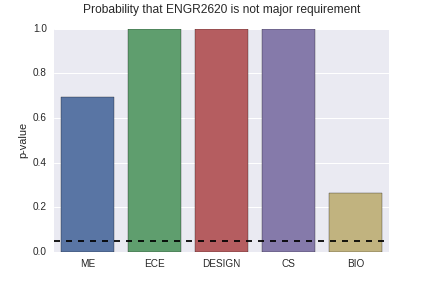 Probability that ENGR2620 is not major requirement
1.0
0.8
0.6
0.4
0.2
0.0
p-value
ME ECE DESIGN CS BIO